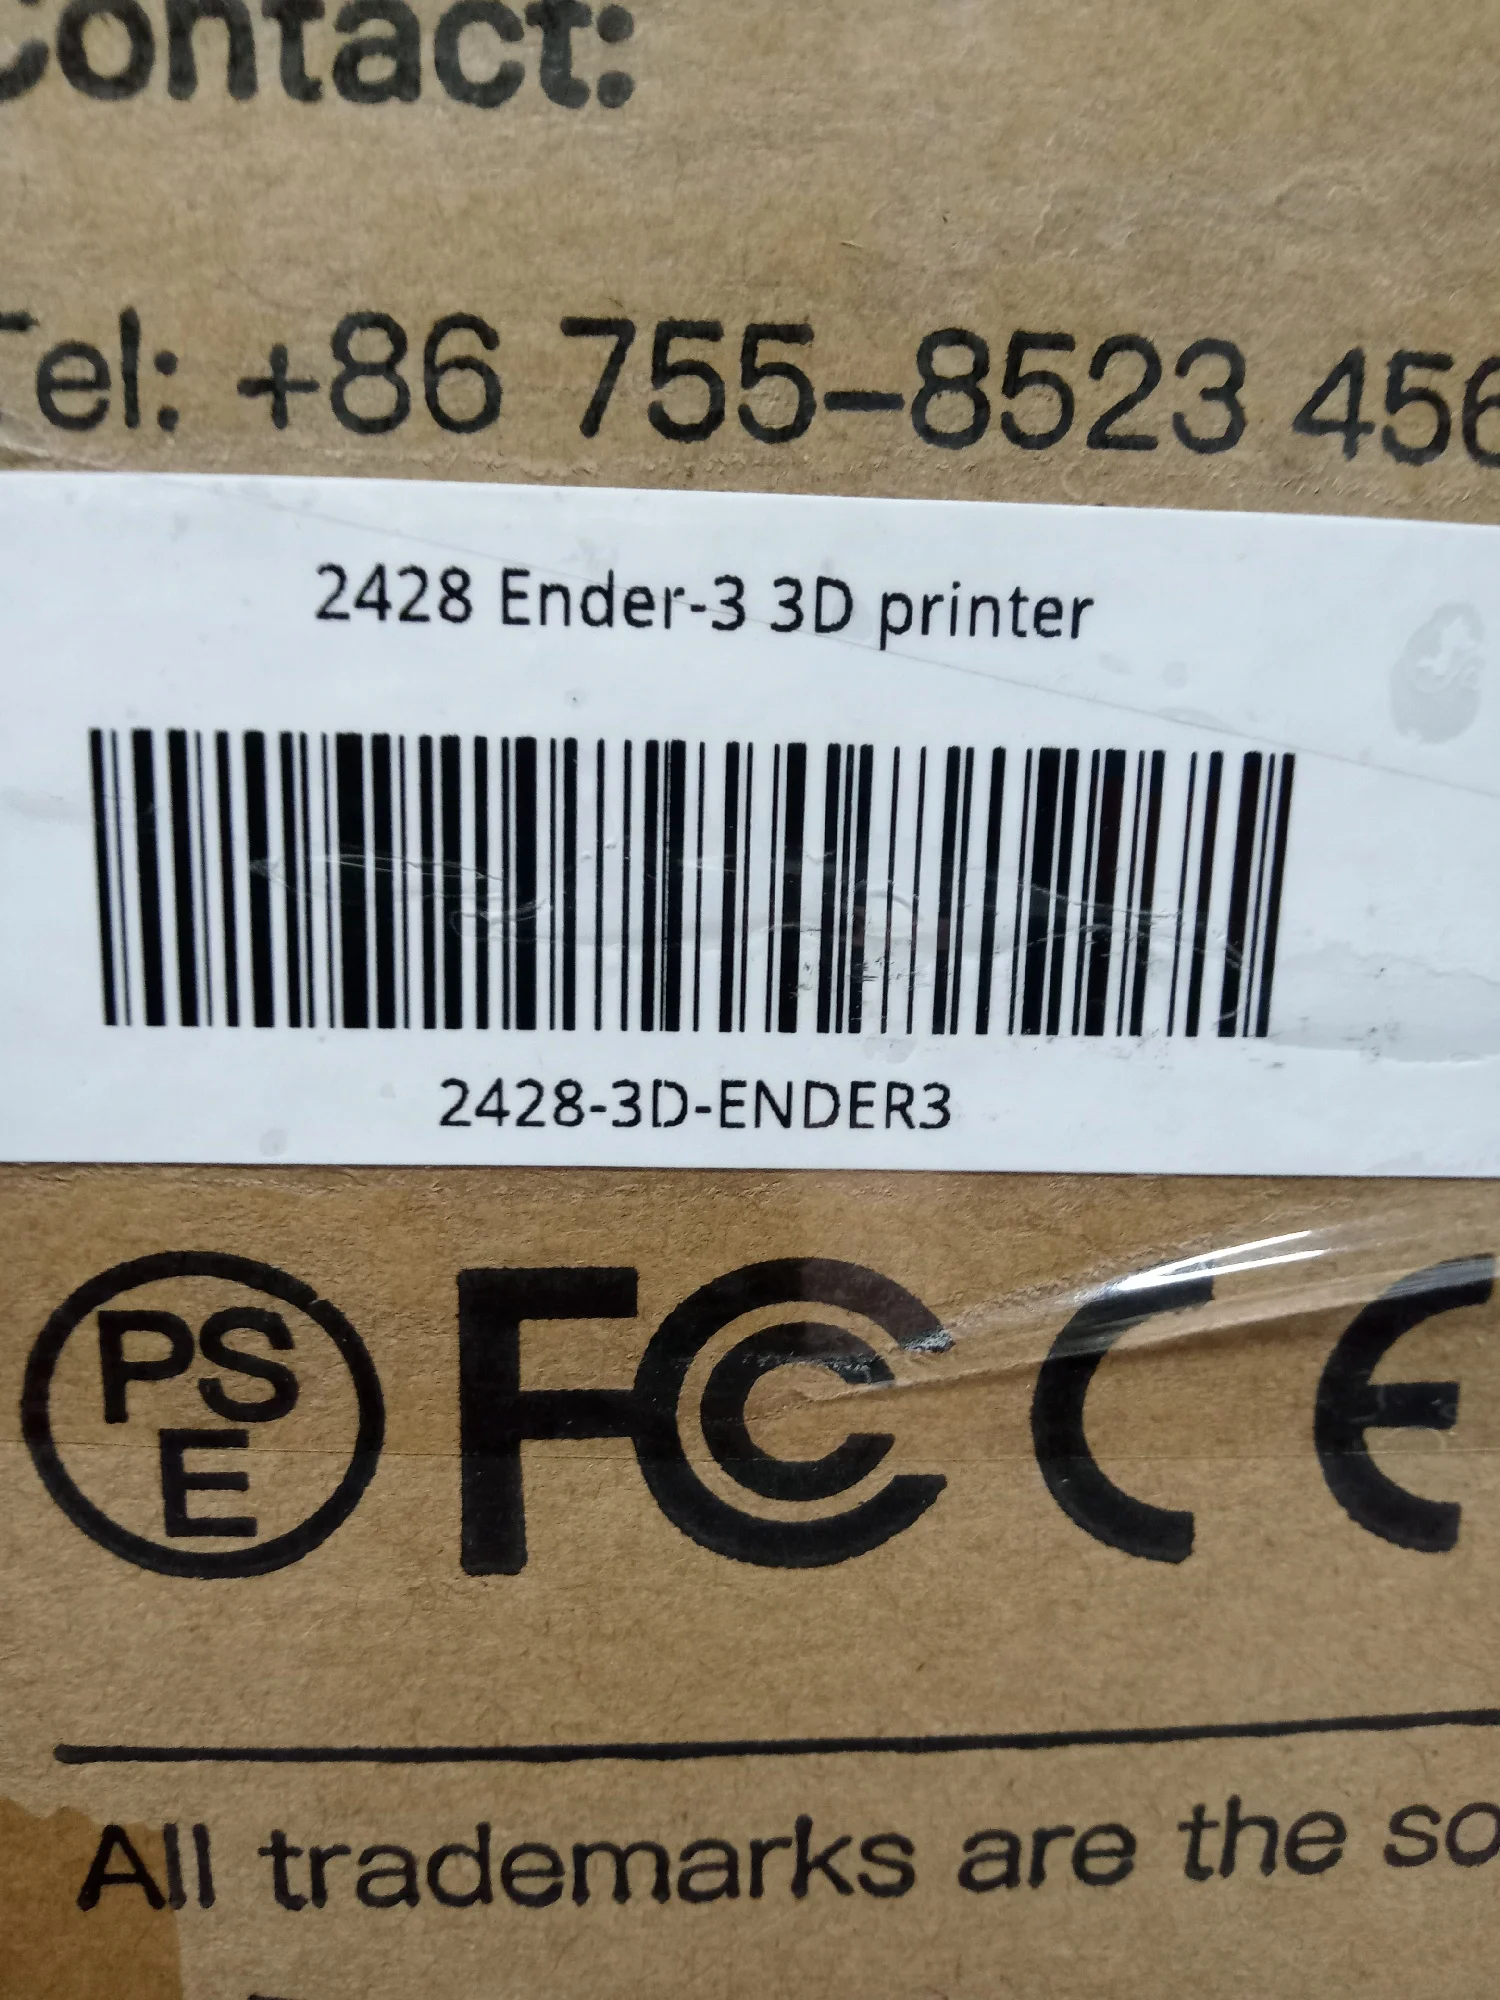 Contact:
Tel: +86 755-8523 456
2428 Ender-3 3D printer
2428-3D-ENDER3
PS
E
FC CE
All trademarks are the so